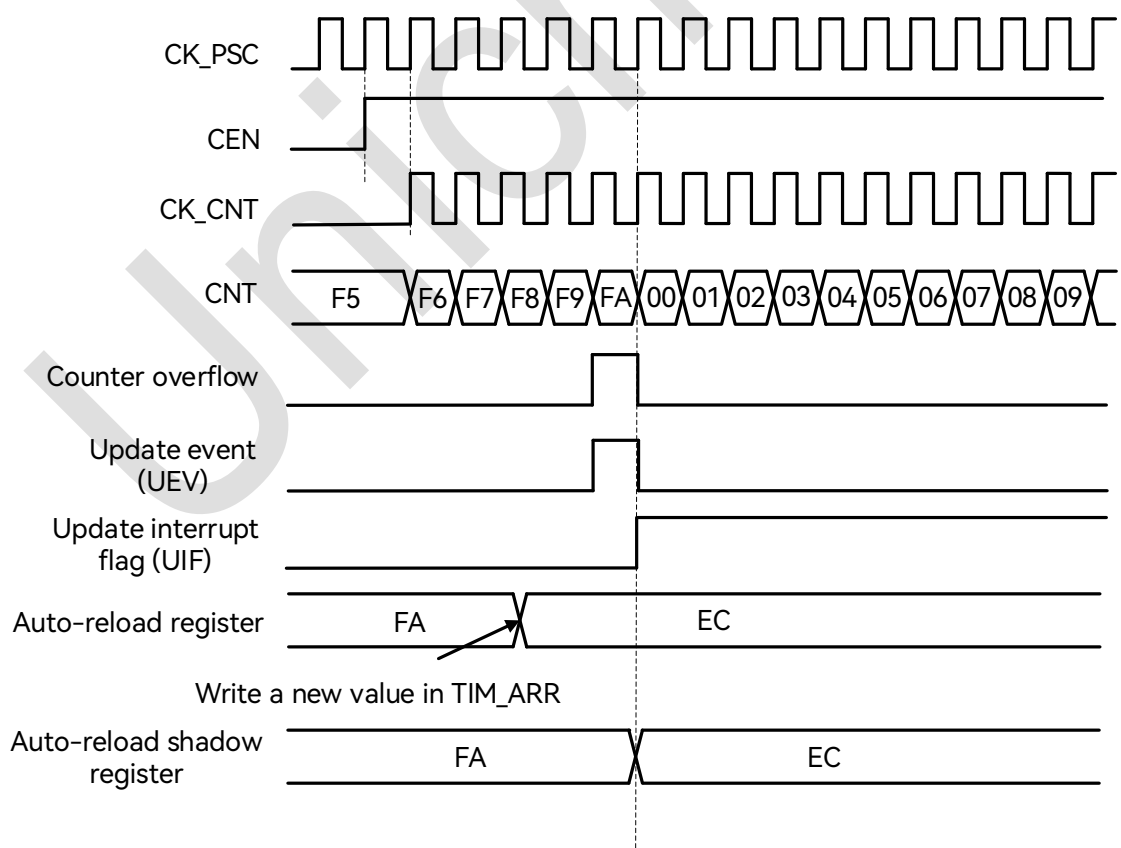 CK_PSC
CEN
CK_CNT
CNT F5 F6 F7 F8 F9 FA 00 01 02 03 04 05 06 07 08 09
Counter overflow
Update event
(UEV)
Update interrupt
flag (UIF)
Auto-reload register FA EC
Write a new value in TIM_ARR
Auto-reload shadow
register FA EC